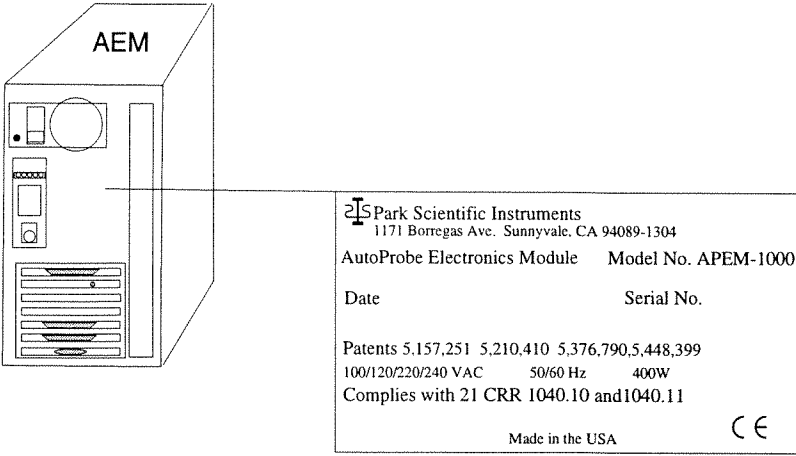 AEM
Park Scientific Instruments
1171 Borregas Ave. Sunnyvale, CA 94089-1304
AutoProbe Electronics Module Model No. APEM-1000
Date Serial No.
Patents 5,157,251 5,210,410 5,376,790,5,448,399
100/120/220/240 VAC 50/60 Hz 400W
Complies with 21 CRR 1040.10 and1040.11
Made in the USA CE